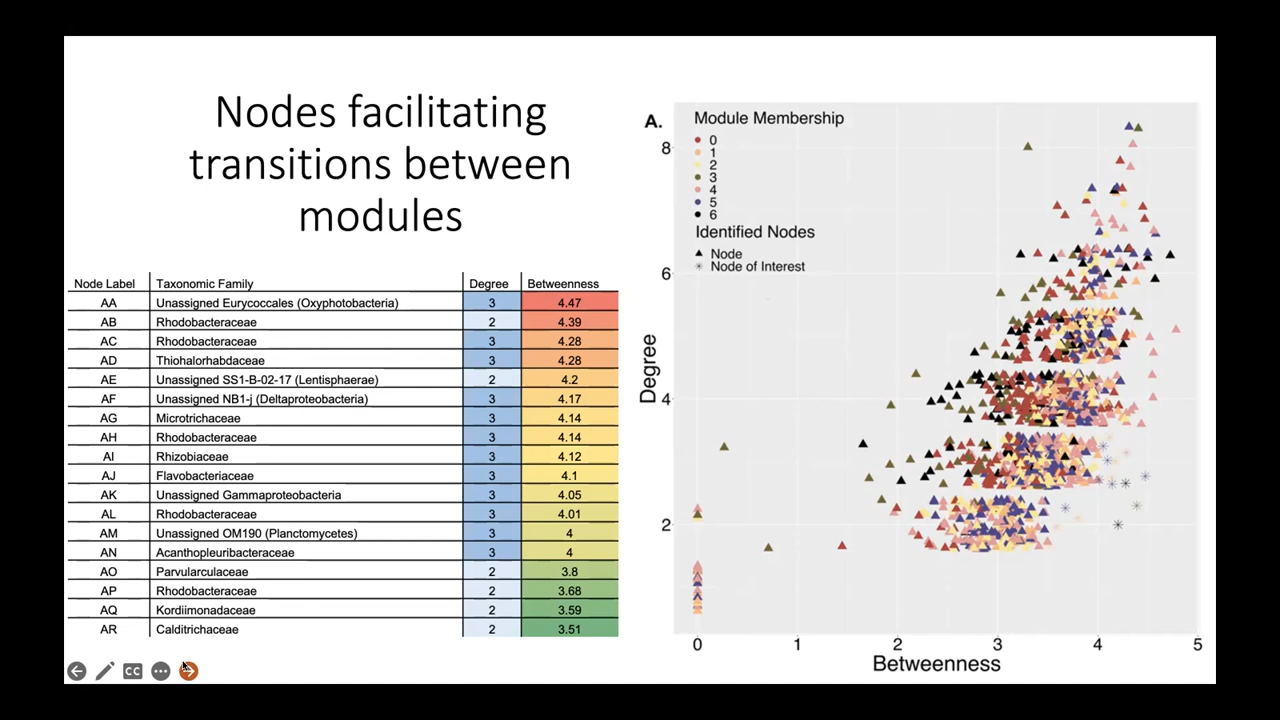 Nodes facilitating
transitions between
modules
Node Label Taxonomic Family Degree Betweenness
AA Unassigned Eurycoccales (Oxyphotobacteria) 3 4.47
AB Rhodobacteraceae 2 4.39
AC Rhodobacteraceae 3 4.28
AD Thiohalorhabdaceae 3 4.28
AE Unassigned SS1-B-02-17 (Lentisphaerae) 2 4.2
AF Unassigned NB1-j (Deltaproteobacteria) 3 4.17
AG Microtrichaceae 3 4.14
AH Rhodobacteraceae 3 4.14
AI Rhizobiaceae 3 4.12
AJ Flavobacteriaceae 3 4.1
AK Unassigned Gammaproteobacteria 3 4.05
AL Rhodobacteraceae 3 4.01
AM Unassigned OM190 (Planctomycetes) 3 4
AN Acanthopleuribacteraceae 3 4
AO Parvularculaceae 2 3.8
AP Rhodobacteraceae 2 3.68
AQ Kordiimonadaceae 2 3.59
AR Calditrichaceae 2 3.51
CC
A.
Module Membership
0
1
2
3
4
5
6
Identified Nodes
Node
Node of Interest
Degree
8
6
4
2
0 1 2 3 4 5
Betweenness